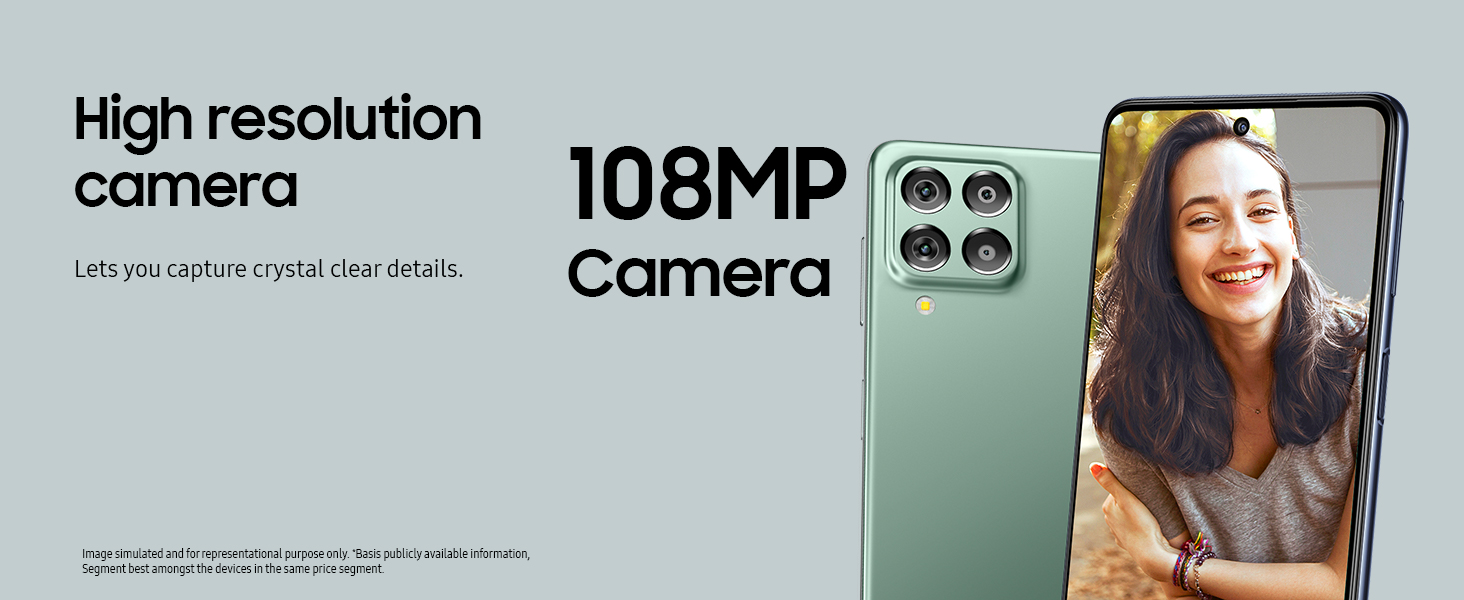 High resolution
camera
Lets you capture crystal clear details.
108MP
Camera
Image simulated and for representational purpose only. *Basis publicly available information,
Segment best amongst the devices in the same price segment.